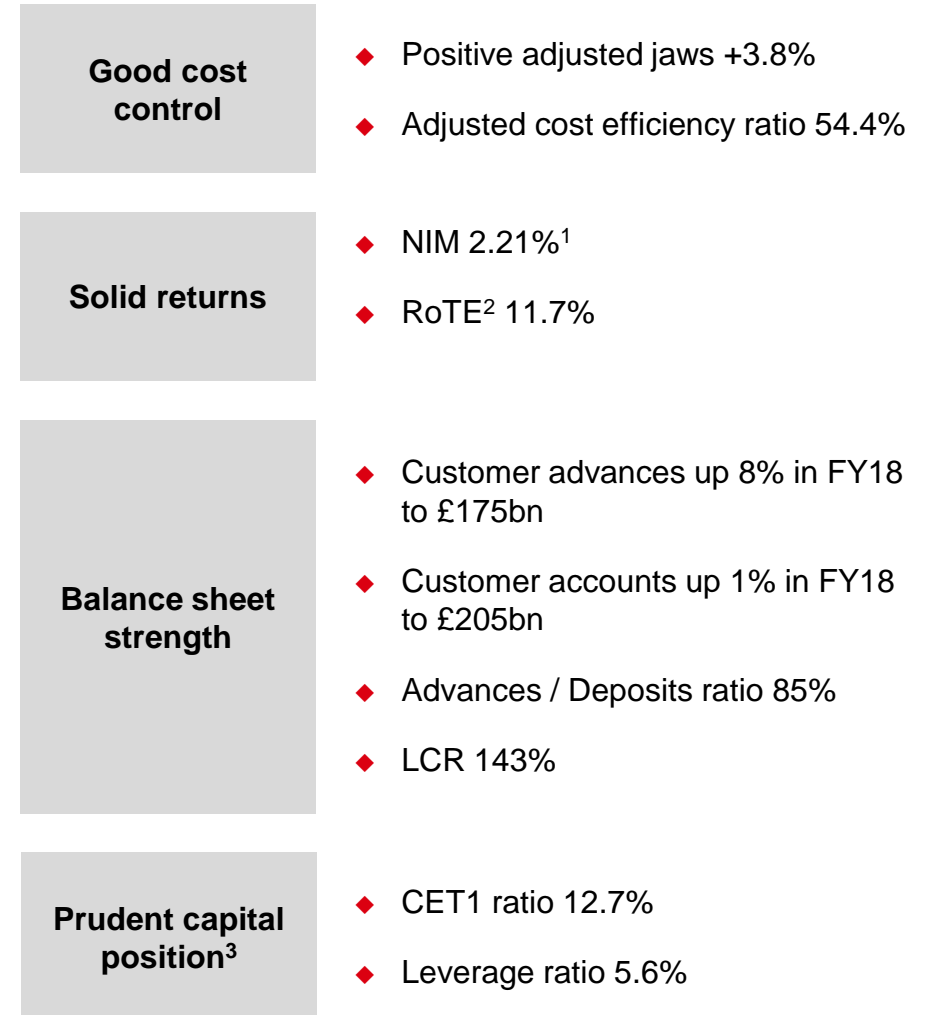 Good cost
control
◆ Positive adjusted jaws +3.8%
◆ Adjusted cost efficiency ratio 54.4%
Solid returns
◆ NIM 2.21%¹
◆ RoTE² 11.7%
Balance sheet
strength
◆ Customer advances up 8% in FY18
to £175bn
◆ Customer accounts up 1% in FY18
to £205bn
◆ Advances / Deposits ratio 85%
◆ LCR 143%
Prudent capital
position³
◆ CET1 ratio 12.7%
◆ Leverage ratio 5.6%